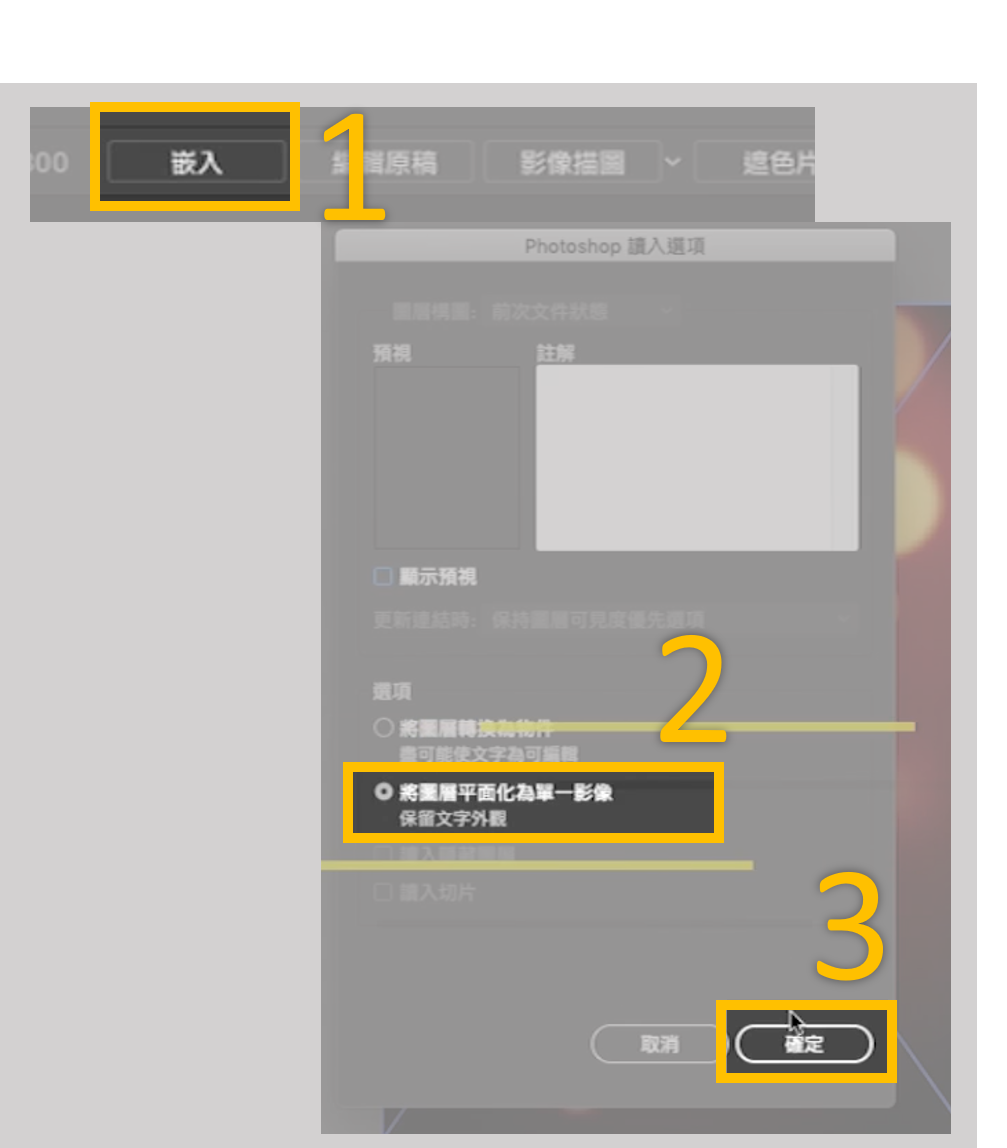 300 嵌入 編輯原稿 影像描圖 遮色片
1
Photoshop 讀入選項
圖層構圖: 前次文件狀態
預視 註解
顯示預視
更新連結時: 保持圖層可見度優先選項
2
選項
將圖層轉換為物件
盡可能使文字為可編輯
將圖層平面化為單一影像
保留文字外觀
讀入隱藏圖層
讀入切片
3
取消 確定